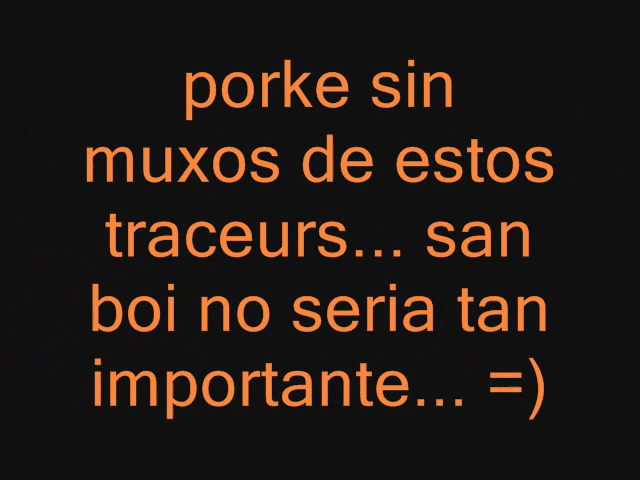 porke sin
muxos de estos
traceurs... san
boi no seria tan
importante... =)